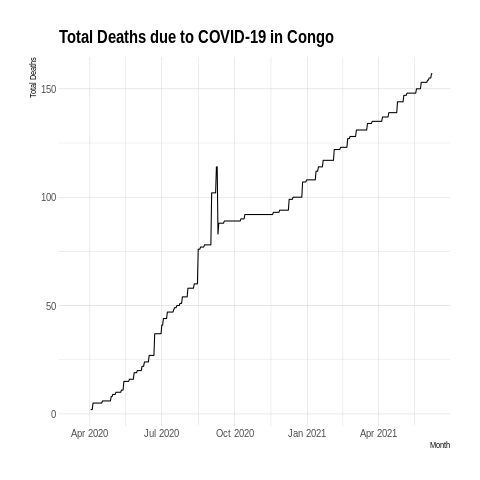 Total Deaths due to COVID-19 in Congo
Total Deaths
150
100
50
0
Apr 2020 Jul 2020 Oct 2020 Jan 2021 Apr 2021
Month